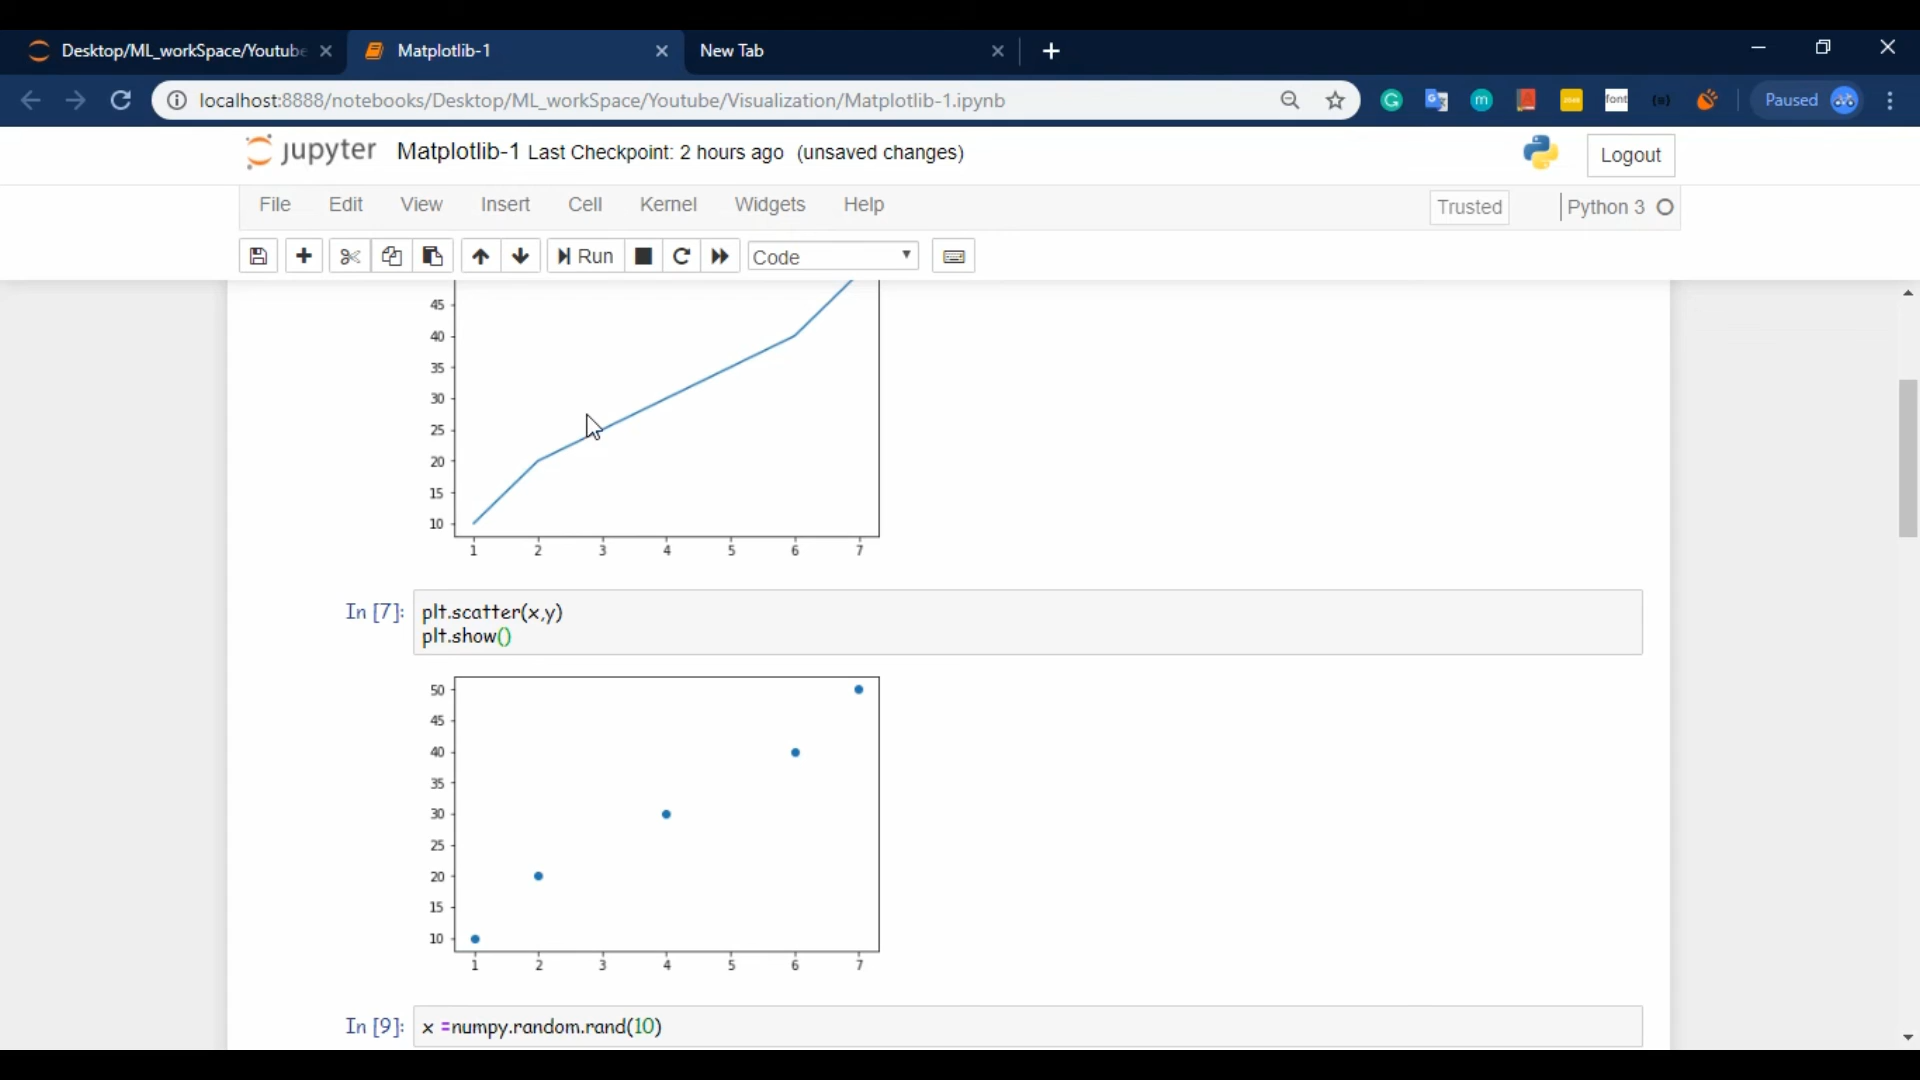 Desktop/ML_workSpace/Youtube
Matplotlib-1
New Tab
localhost:8888/notebooks/Desktop/ML_workSpace/Youtube/Visualization/Matplotlib-1.ipynb
font
Paused
jupyter Matplotlib-1 Last Checkpoint: 2 hours ago (unsaved changes)
Logout
File Edit View Insert Cell Kernel Widgets Help
Trusted
Python 3
Run
Code
45
40
35
30
25
20
15
10
1 2 3 4 5 6 7
In [7]: plt.scatter(x,y)
plt.show()
50
45
40
35
30
25
20
15
10
1 2 3 4 5 6 7
In [9]: x =numpy.random.rand(10)